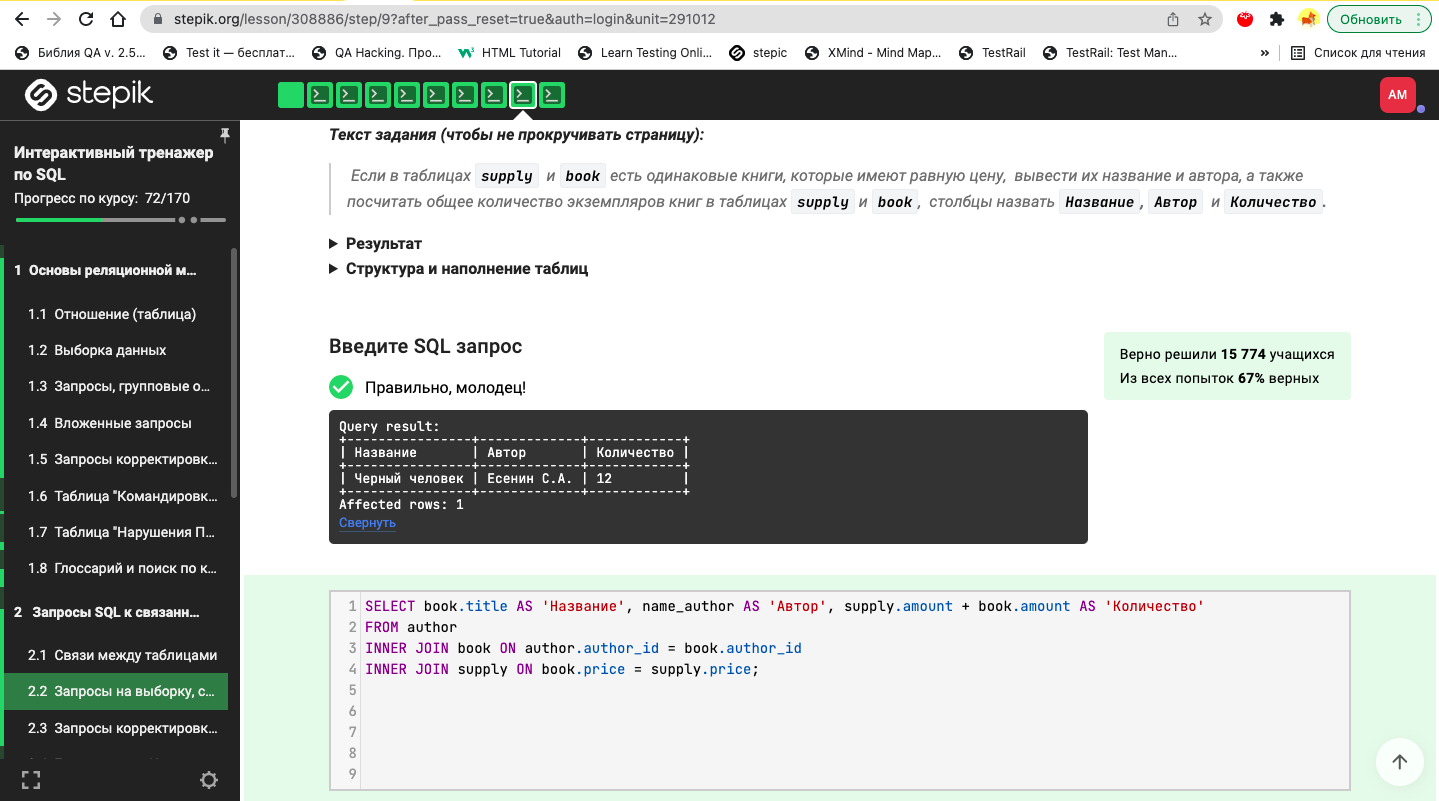 stepik.org/lesson/308886/step/9?after_pass_reset=true&auth=login&unit=291012
Обновить
Библия QA v. 2.5...
Test it — бесплат...
QA Hacking. Про...
HTML Tutorial
Learn Testing Onli...
stepic
XMind - Mind Map...
TestRail
TestRail: Test Man...
»
Список для чтения
stepik
AM
Интерактивный тренажер
по SQL
Прогресс по курсу: 72/170
1 Основы реляционной м...
1.1 Отношение (таблица)
1.2 Выборка данных
1.3 Запросы, групповые о...
1.4 Вложенные запросы
1.5 Запросы корректировк...
1.6 Таблица "Командировк...
1.7 Таблица "Нарушения П...
1.8 Глоссарий и поиск по к...
2 Запросы SQL к связанн...
2.1 Связи между таблицами
2.2 Запросы на выборку, с...
2.3 Запросы корректировк...
Текст задания (чтобы не прокручивать страницу):
Если в таблицах supply и book есть одинаковые книги, которые имеют равную цену, вывести их название и автора, а также
посчитать общее количество экземпляров книг в таблицах supply и book, столбцы назвать Название, Автор и Количество.
Результат
Структура и наполнение таблиц
Введите SQL запрос
Верно решили 15 774 учащихся
Из всех попыток 67% верных
Правильно, молодец!
Query result:
+----------------+-------------+------------+
| Название       | Автор       | Количество |
+----------------+-------------+------------+
| Черный человек | Есенин С.А. | 12         |
+----------------+-------------+------------+
Affected rows: 1
Свернуть
1 SELECT book.title AS 'Название', name_author AS 'Автор', supply.amount + book.amount AS 'Количество'
2 FROM author
3 INNER JOIN book ON author.author_id = book.author_id
4 INNER JOIN supply ON book.price = supply.price;
5
6
7
8
9